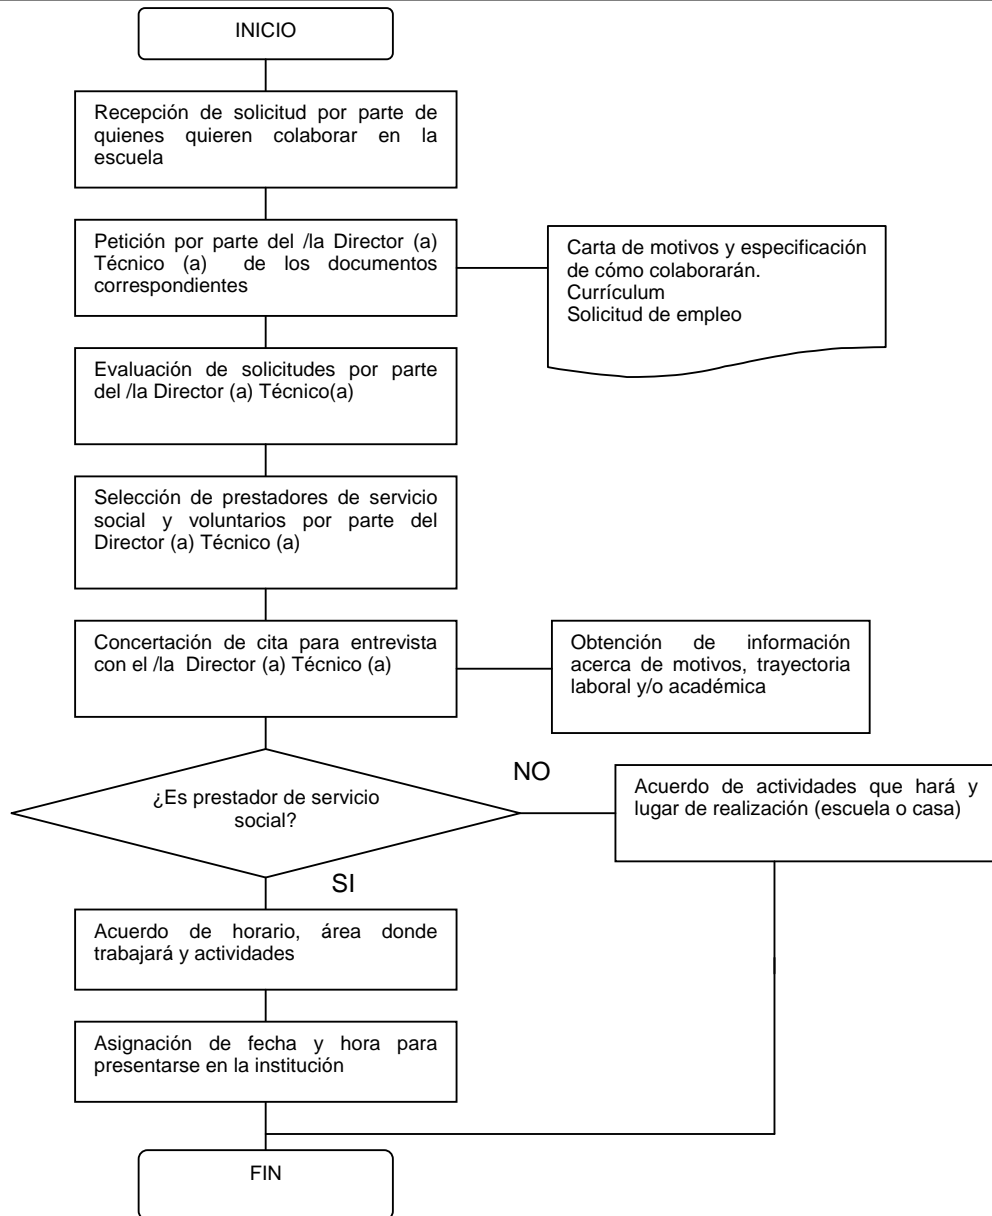 INICIO
Recepción de solicitud por parte de
quienes quieren colaborar en la
escuela
Petición por parte del /la Director (a)
Técnico (a) de los documentos
correspondientes
Carta de motivos y especificación
de cómo colaborarán.
Currículum
Solicitud de empleo
Evaluación de solicitudes por parte
del /la Director (a) Técnico(a)
Selección de prestadores de servicio
social y voluntarios por parte del
Director (a) Técnico (a)
Concertación de cita para entrevista
con el /la Director (a) Técnico (a)
Obtención de información
acerca de motivos, trayectoria
laboral y/o académica
¿Es prestador de servicio
social?
NO
Acuerdo de actividades que hará y
lugar de realización (escuela o casa)
SI
Acuerdo de horario, área donde
trabajará y actividades
Asignación de fecha y hora para
presentarse en la institución
FIN